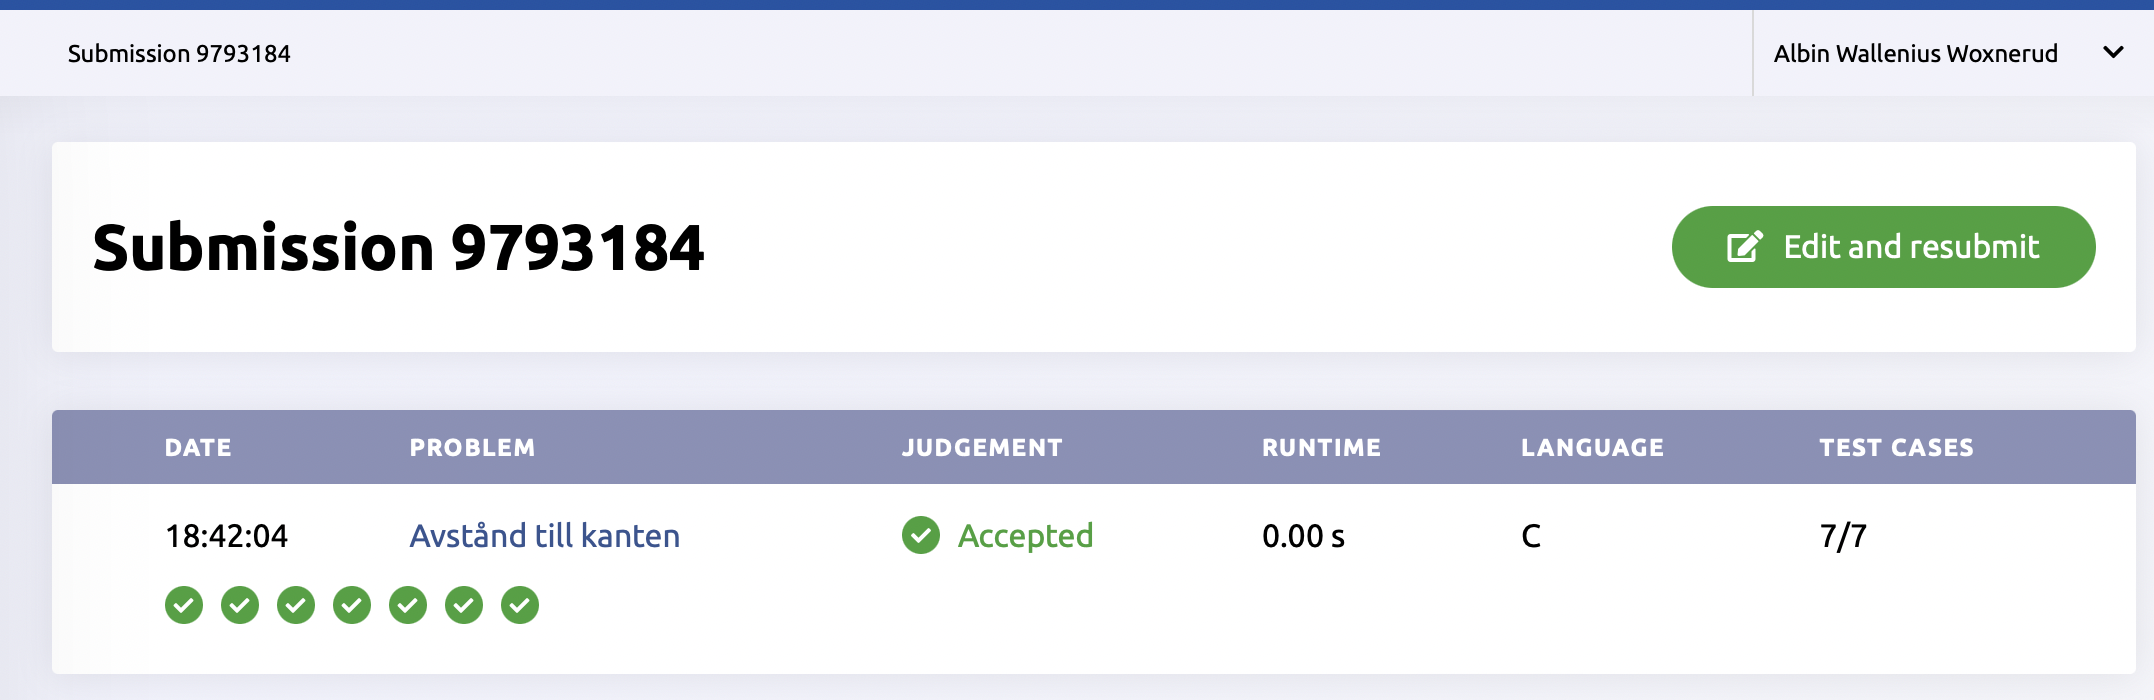 Submission 9793184
Albin Wallenius Woxnerud
Submission 9793184
Edit and resubmit
DATE PROBLEM JUDGEMENT RUNTIME LANGUAGE TEST CASES
18:42:04 Avstånd till kanten Accepted 0.00 s C 7/7